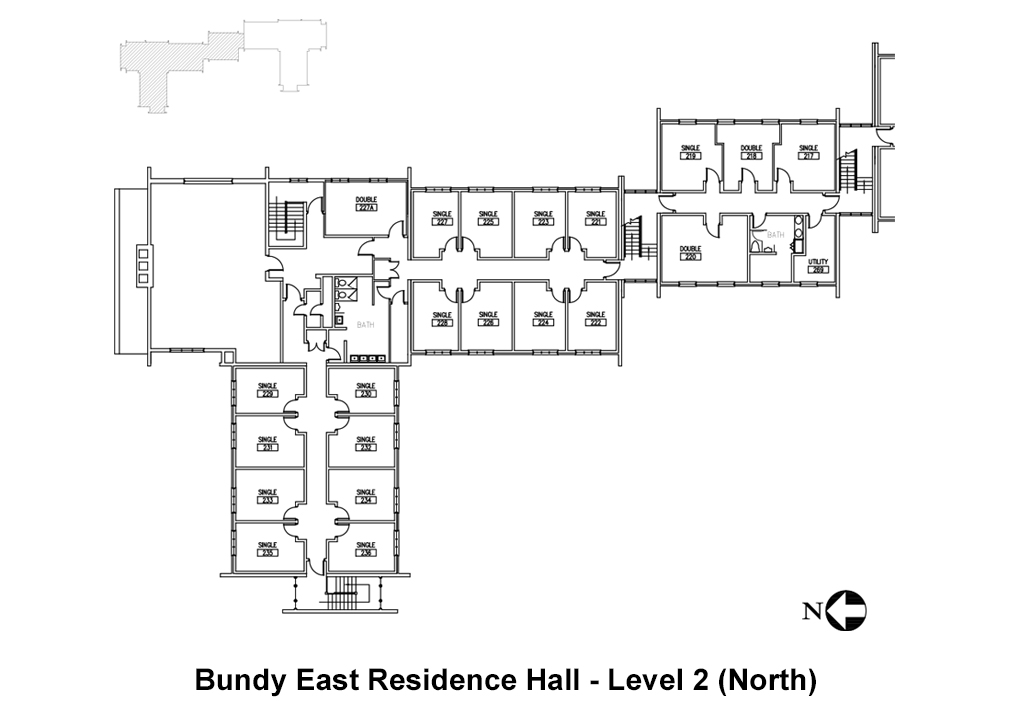 SINGLE
219
DOUBLE
218
SINGLE
217
DOUBLE
227A
SINGLE
227
SINGLE
225
SINGLE
223
SINGLE
221
DOUBLE
220
BATH
UTILITY
269
SINGLE
228
SINGLE
226
SINGLE
224
SINGLE
222
BATH
SINGLE
229
SINGLE
230
SINGLE
231
SINGLE
232
SINGLE
233
SINGLE
234
SINGLE
235
SINGLE
236
N
Bundy East Residence Hall - Level 2 (North)